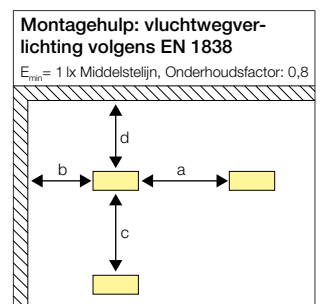 Montagehulp: vluchtwegver-
lichting volgens EN 1838
Emin= 1 lx Middelstelijn, Onderhoudsfactor: 0,8
d
b
a
c